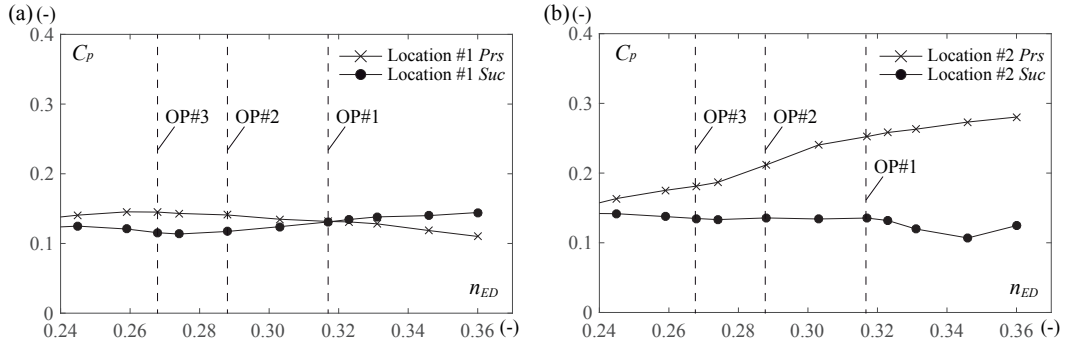 (a) (-)
0.4
C_p
Location #1 Prs
Location #1 Suc
0.3
OP#3
OP#2
OP#1
0.2
0.1
n_ED
0
0.24 0.26 0.28 0.30 0.32 0.34 0.36 (-)
(b) (-)
0.4
C_p
Location #2 Prs
Location #2 Suc
0.3
OP#3
OP#2
0.2
OP#1
0.1
n_ED
0
0.24 0.26 0.28 0.30 0.32 0.34 0.36 (-)